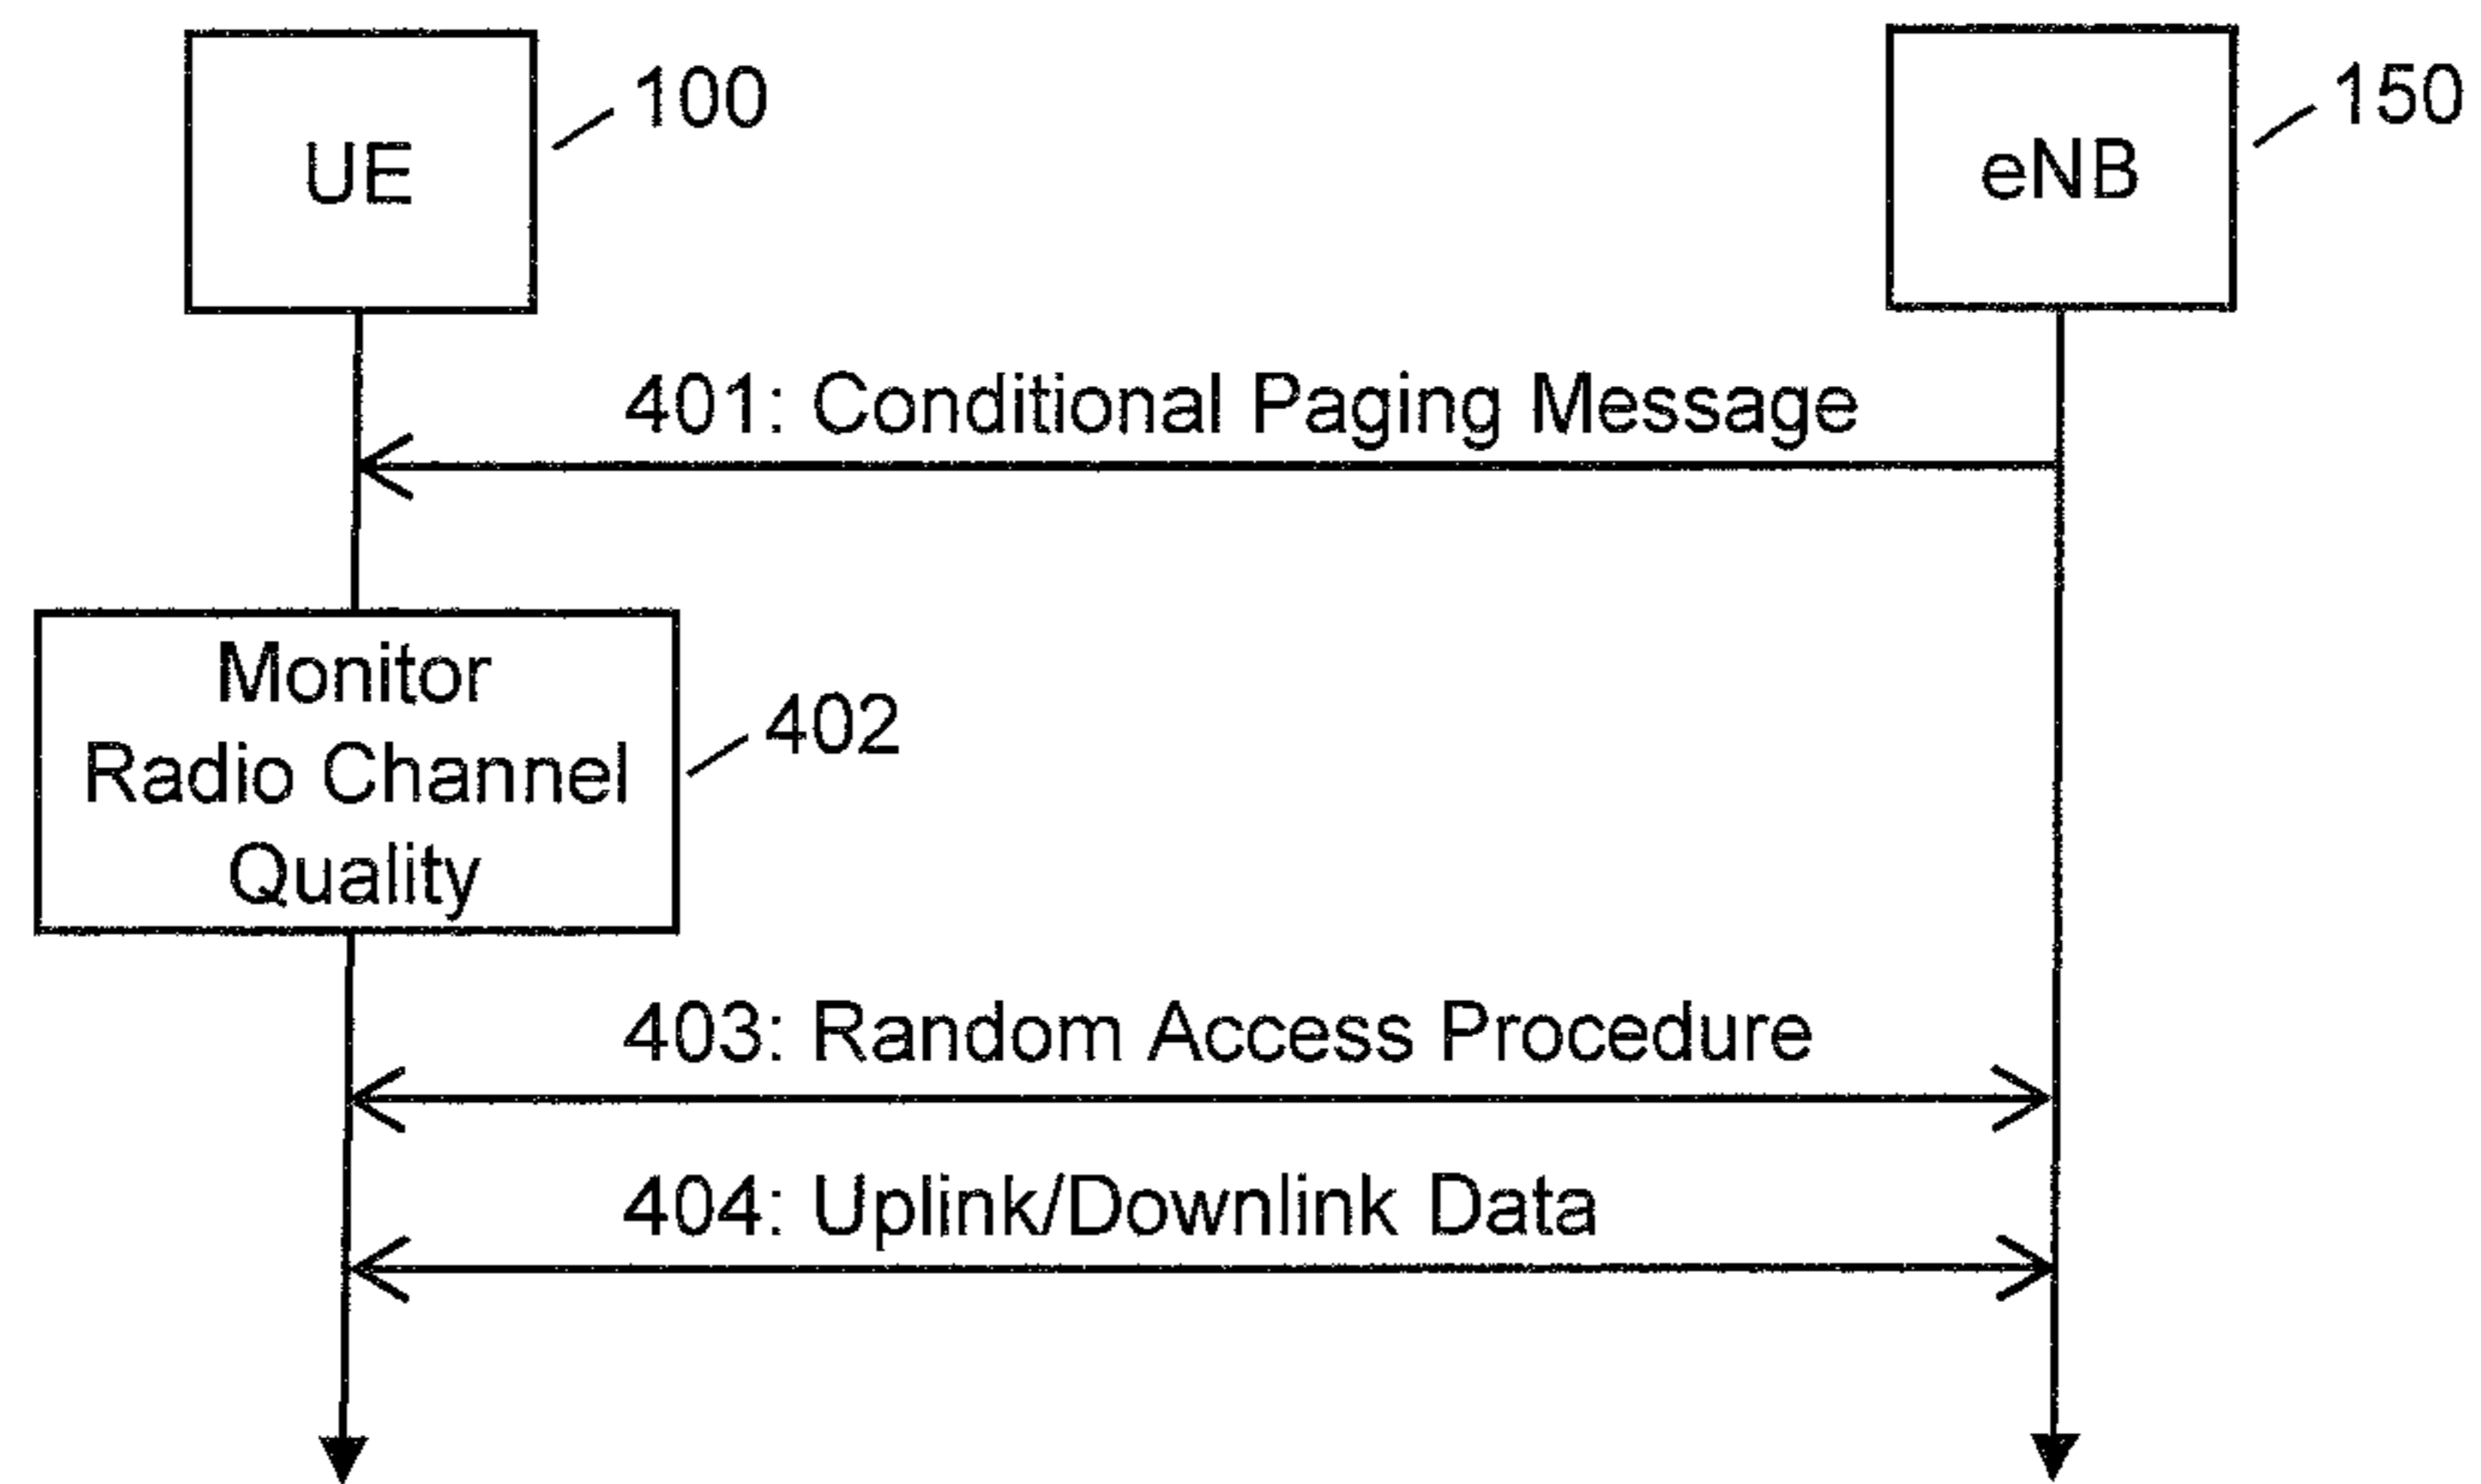 UE
100
eNB
150
401: Conditional Paging Message
Monitor
Radio Channel
Quality
402
403: Random Access Procedure
404: Uplink/Downlink Data